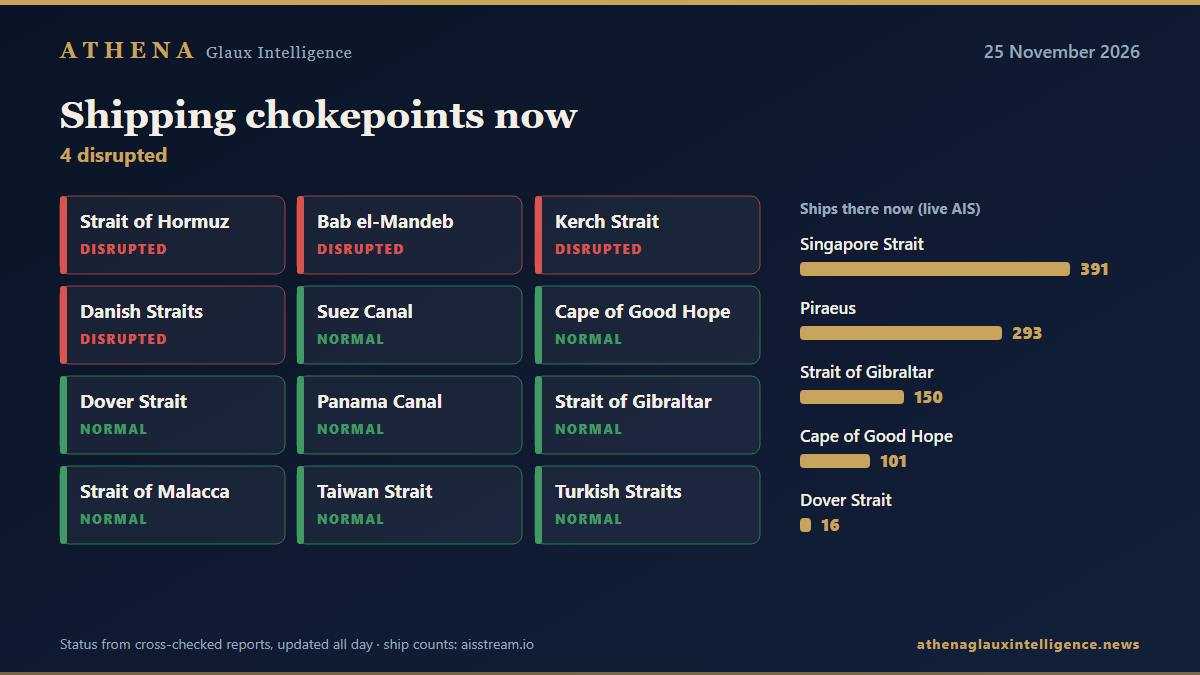 ATHENA Glaux Intelligence
25 November 2026
Shipping chokepoints now
4 disrupted
Strait of Hormuz
DISRUPTED
Bab el-Mandeb
DISRUPTED
Kerch Strait
DISRUPTED
Danish Straits
DISRUPTED
Suez Canal
NORMAL
Cape of Good Hope
NORMAL
Dover Strait
NORMAL
Panama Canal
NORMAL
Strait of Gibraltar
NORMAL
Strait of Malacca
NORMAL
Taiwan Strait
NORMAL
Turkish Straits
NORMAL
Ships there now (live AIS)
Singapore Strait
391
Piraeus
293
Strait of Gibraltar
150
Cape of Good Hope
101
Dover Strait
16
Status from cross-checked reports, updated all day · ship counts: aisstream.io
athenaglauxintelligence.news